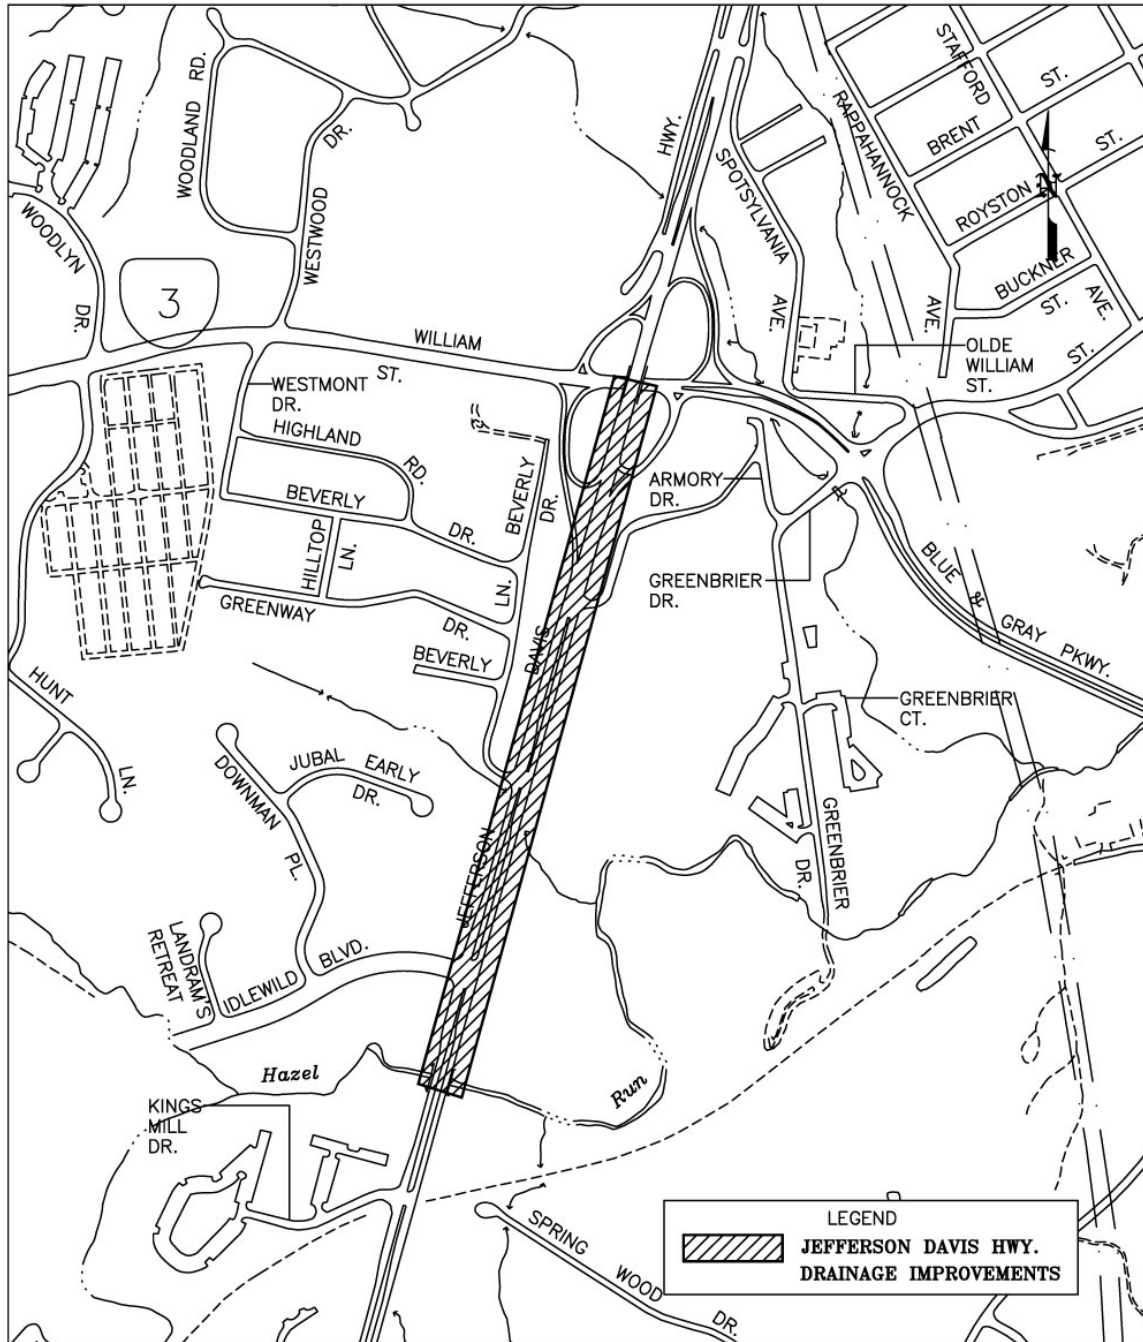 WOODLAND RD.
WESTWOOD DR.
WOODLYN DR.
3
HWY.
SPOTSYLVANIA AVE.
RAPPAHANNOCK AVE.
STAFFORD AVE.
ST.
BRENT
ST.
ROYSTON
N
BUCKNER
ST.
ST.
OLDE
WILLIAM
ST.
WILLIAM
ST.
WESTMONT
DR.
HIGHLAND
RD.
BEVERLY
DR.
BEVERLY
DR.
LN.
HILLTOP
LN.
GREENWAY
DR.
BEVERLY
ARMORY
DR.
GREENBRIER
DR.
BLUE & GRAY PKWY.
GREENBRIER
CT.
GREENBRIER
DR.
DAVIS
JEFFERSON
HUNT
LN.
JUBAL EARLY
DR.
DOWNMAN
PL.
LANDRAM'S
RETREAT
IDLEWILD
BLVD.
Hazel
Run
KINGS
MILL
DR.
SPRING
WOOD
DR.
LEGEND
JEFFERSON DAVIS HWY.
DRAINAGE IMPROVEMENTS